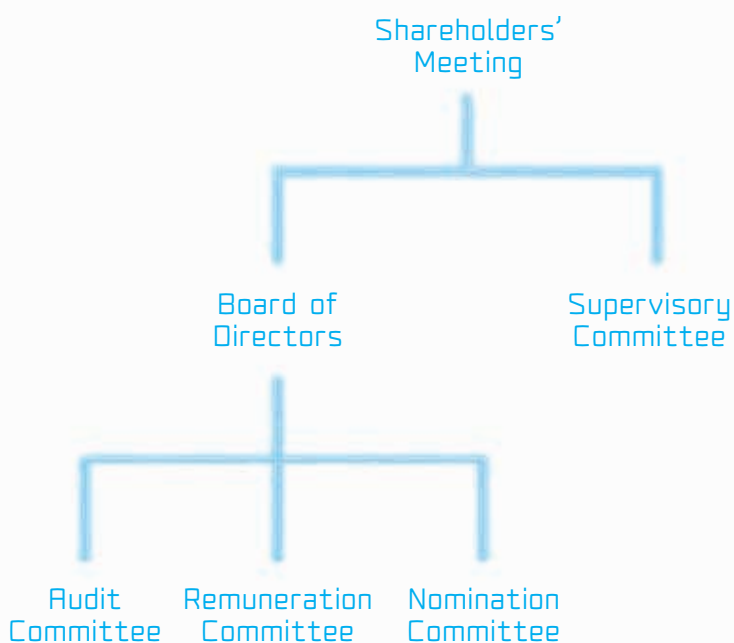 Shareholders'
Meeting
Board of
Directors
Supervisory
Committee
Audit
Committee
Remuneration
Committee
Nomination
Committee